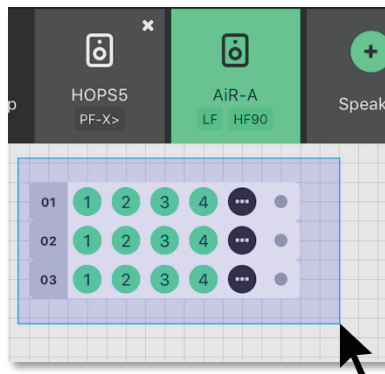 p
HOPS5
PF-X>
AiR-A
LF HF90
Speak
01 1 2 3 4
02 1 2 3 4
03 1 2 3 4